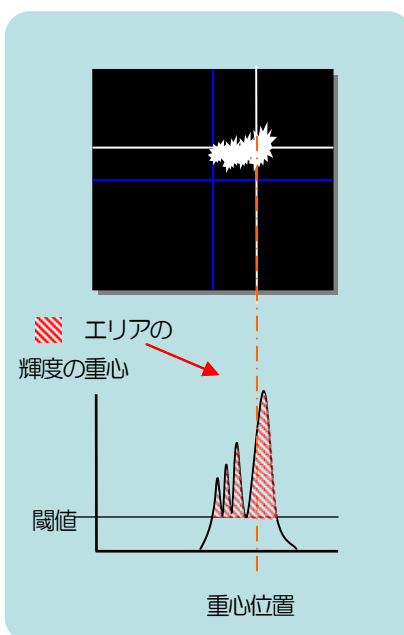 エリアの
輝度の重心
閾値
重心位置